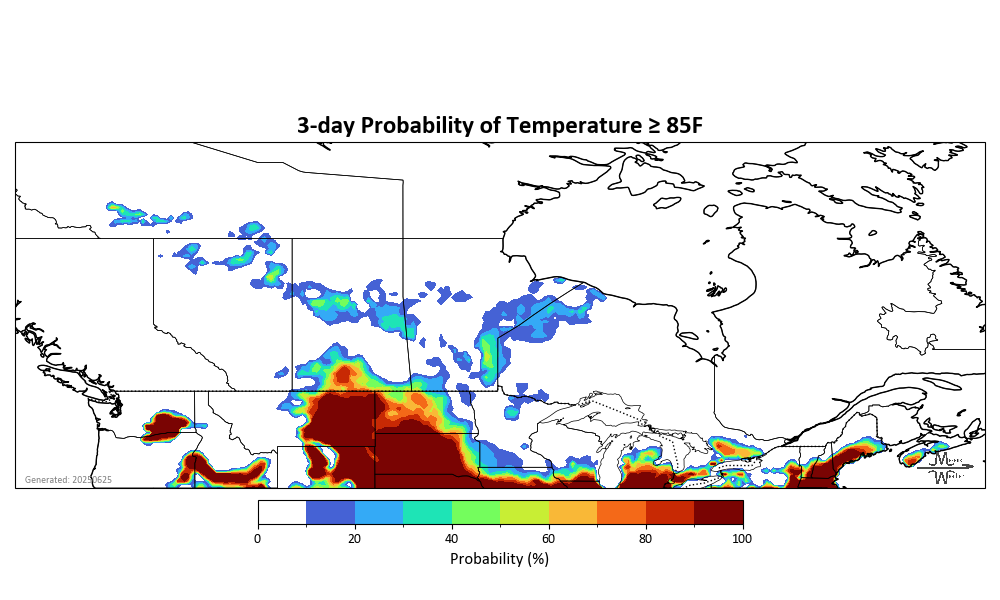 3-day Probability of Temperature ≥ 85F
Generated: 20250625
0 20 40 60 80 100
Probability (%)